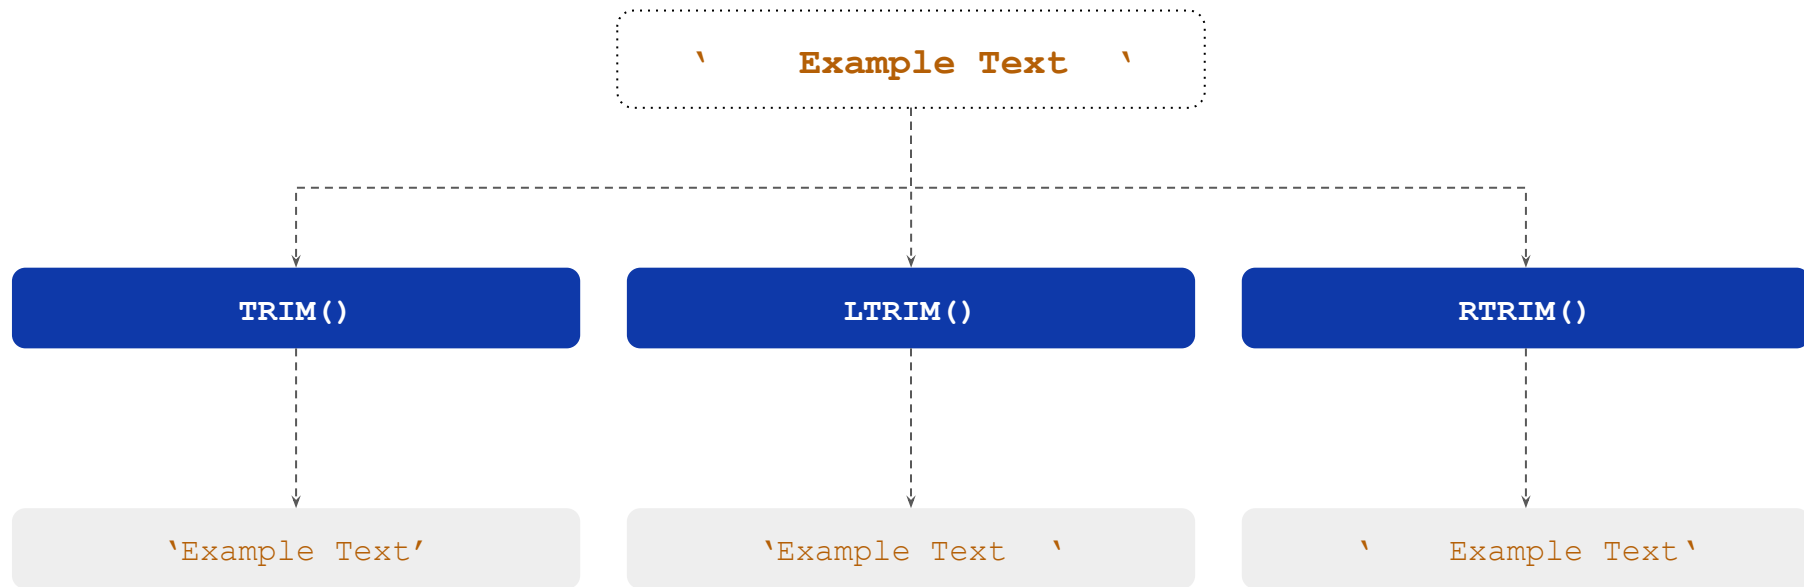 ‘    Example Text  ‘
TRIM()
LTRIM()
RTRIM()
‘Example Text’
‘Example Text  ‘
‘   Example Text‘